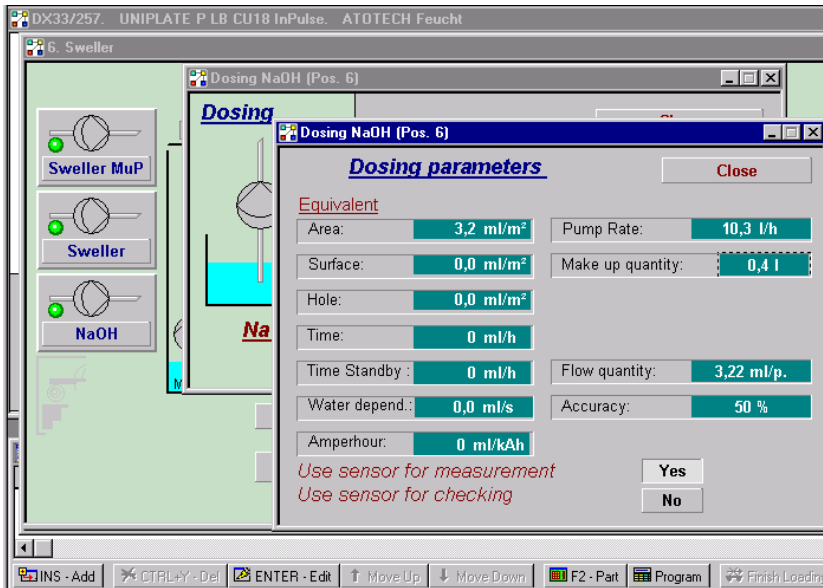 DX33/257. UNIPLATE P LB CU18 InPulse. ATOTECH Feucht
6. Sweller
Dosing NaOH (Pos. 6)
Dosing
Sweller MuP
Sweller
NaOH
Na
M
Dosing NaOH (Pos. 6)
Dosing parameters
Close
Equivalent
Area: 3,2 ml/m²
Pump Rate: 10,3 l/h
Surface: 0,0 ml/m²
Make up quantity: 0,4 l
Hole: 0,0 ml/m²
Time: 0 ml/h
Time Standby : 0 ml/h
Flow quantity: 3,22 ml/p.
Water depend.: 0,0 ml/s
Accuracy: 50 %
Amperhour: 0 ml/kAh
Use sensor for measurement Yes
Use sensor for checking No
INS - Add CTRL+Y - Del ENTER - Edit Move Up Move Down F2 - Part Program Finish Loadin